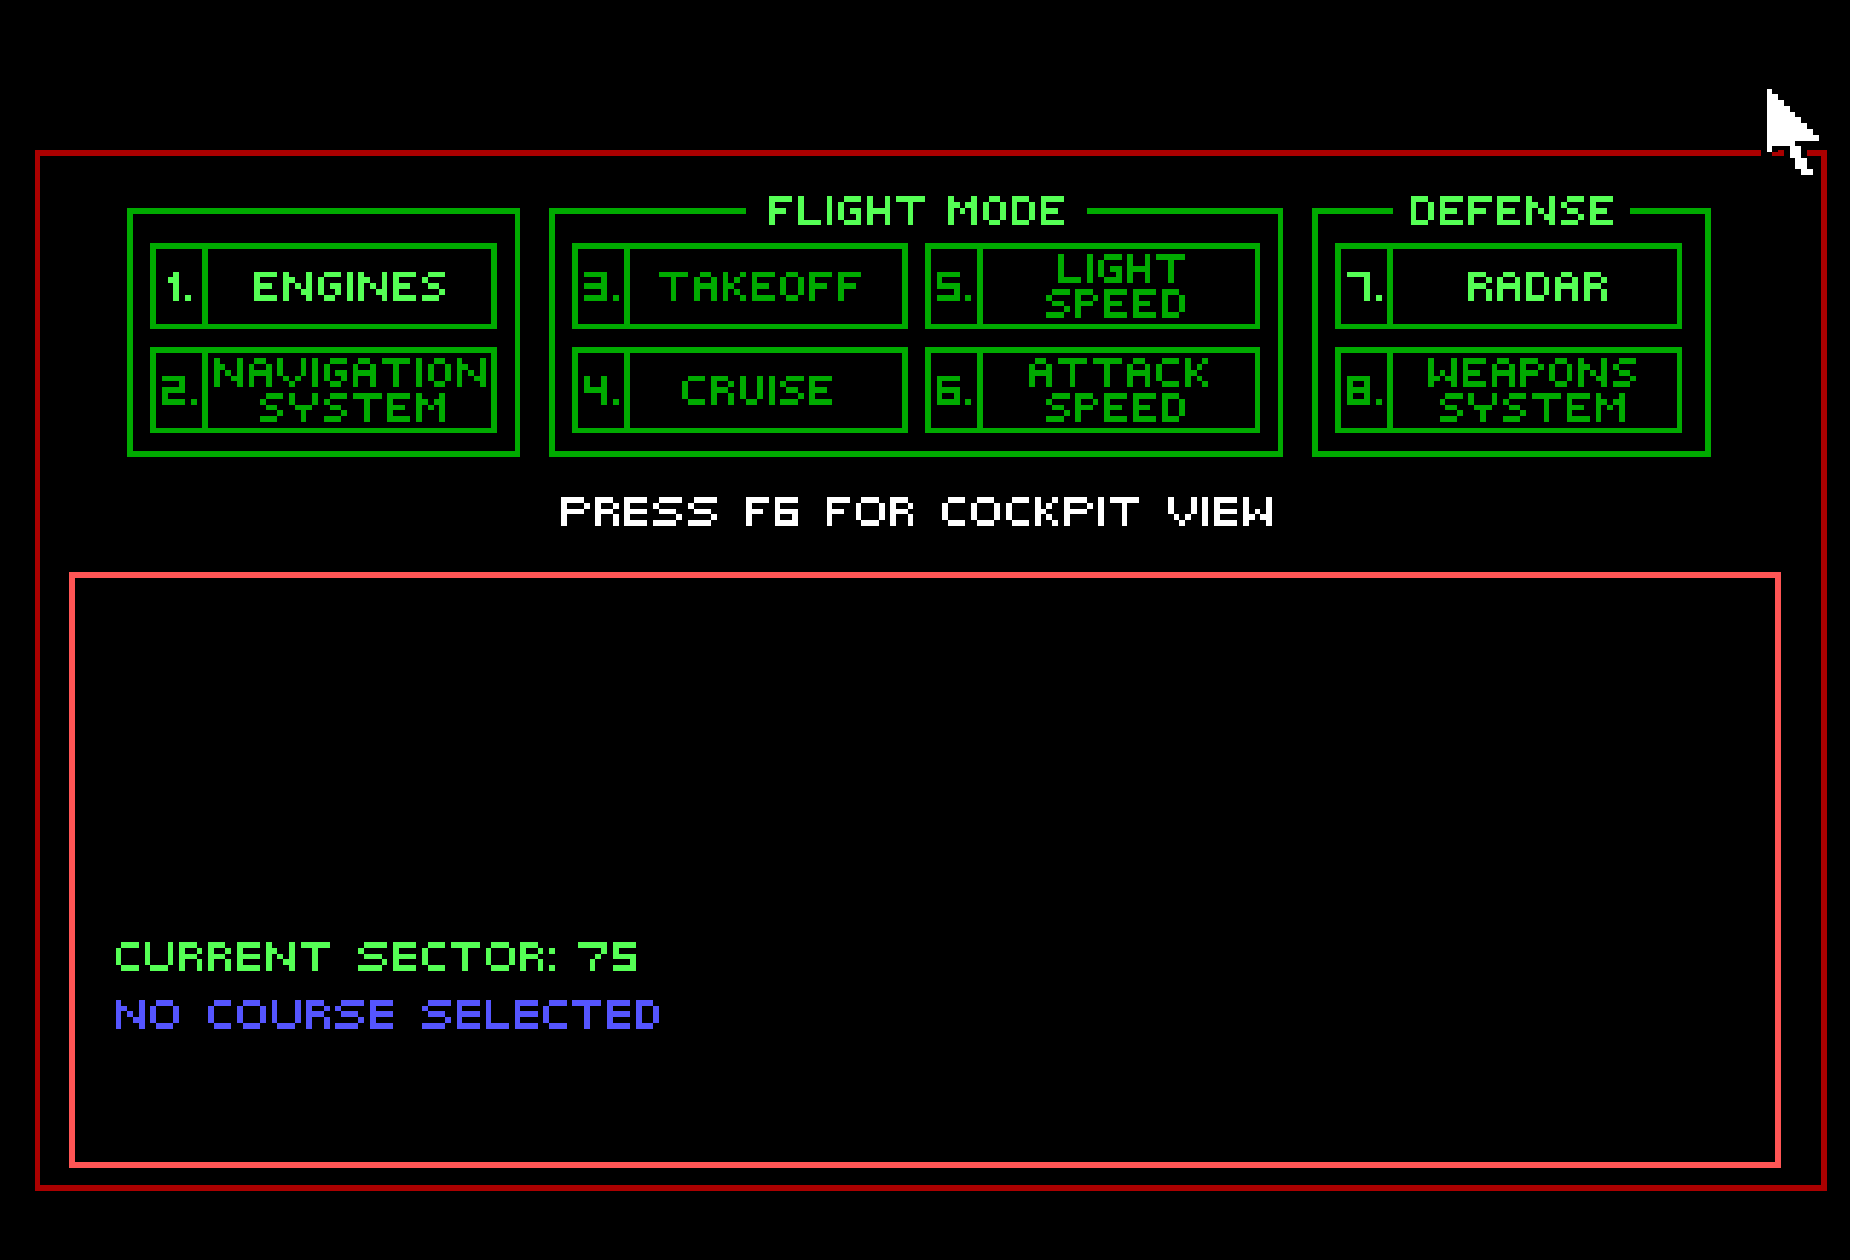 FLIGHT MODE
DEFENSE
1. ENGINES
3. TAKEOFF
5. LIGHT
SPEED
7. RADAR
2. NAVIGATION
SYSTEM
4. CRUISE
6. ATTACK
SPEED
8. WEAPONS
SYSTEM
PRESS F6 FOR COCKPIT VIEW
CURRENT SECTOR: 75
NO COURSE SELECTED